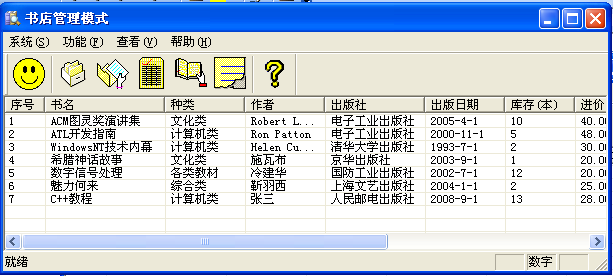 书店管理模式
系统(S) 功能(F) 查看(V) 帮助(H)
序号 书名 种类 作者 出版社 出版日期 库存(本) 进价
1 ACM图灵奖演讲集 文化类 Robert L... 电子工业出版社 2005-4-1 10 40.0
2 ATL开发指南 计算机类 Ron Patton 电子工业出版社 2000-11-1 5 48.0
3 WindowsNT技术内幕 计算机类 Helen Cu... 清华大学出版社 1993-7-1 2 30.0
4 希腊神话故事 文化类 施瓦布 京华出版社 2003-9-1 1 20.0
5 数字信号处理 各类教材 冷建华 国防工业出版社 2002-7-1 12 20.0
6 魅力何来 综合类 靳羽西 上海文艺出版社 2004-1-1 2 25.0
7 C++教程 计算机类 张三 人民邮电出版社 2008-9-1 13 28.0
就绪 数字